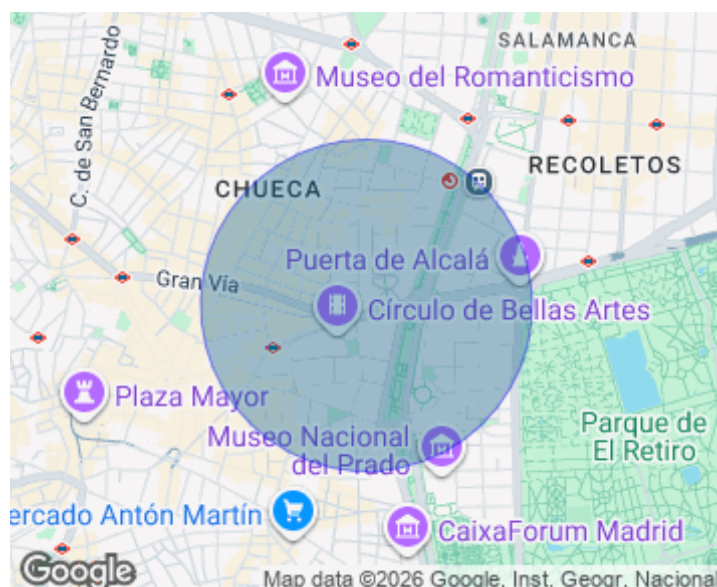 SALAMANCA
Museo del Romanticismo
C. de San Bernardo
RECOLETOS
CHUECA
Puerta de Alcalá
Gran Vía
Círculo de Bellas Artes
Plaza Mayor
Museo Nacional
del Prado
Parque de
El Retiro
ercado Antón Martín
CaixaForum Madrid
Google
Map data ©2026 Google, Inst. Geogr. Nacional